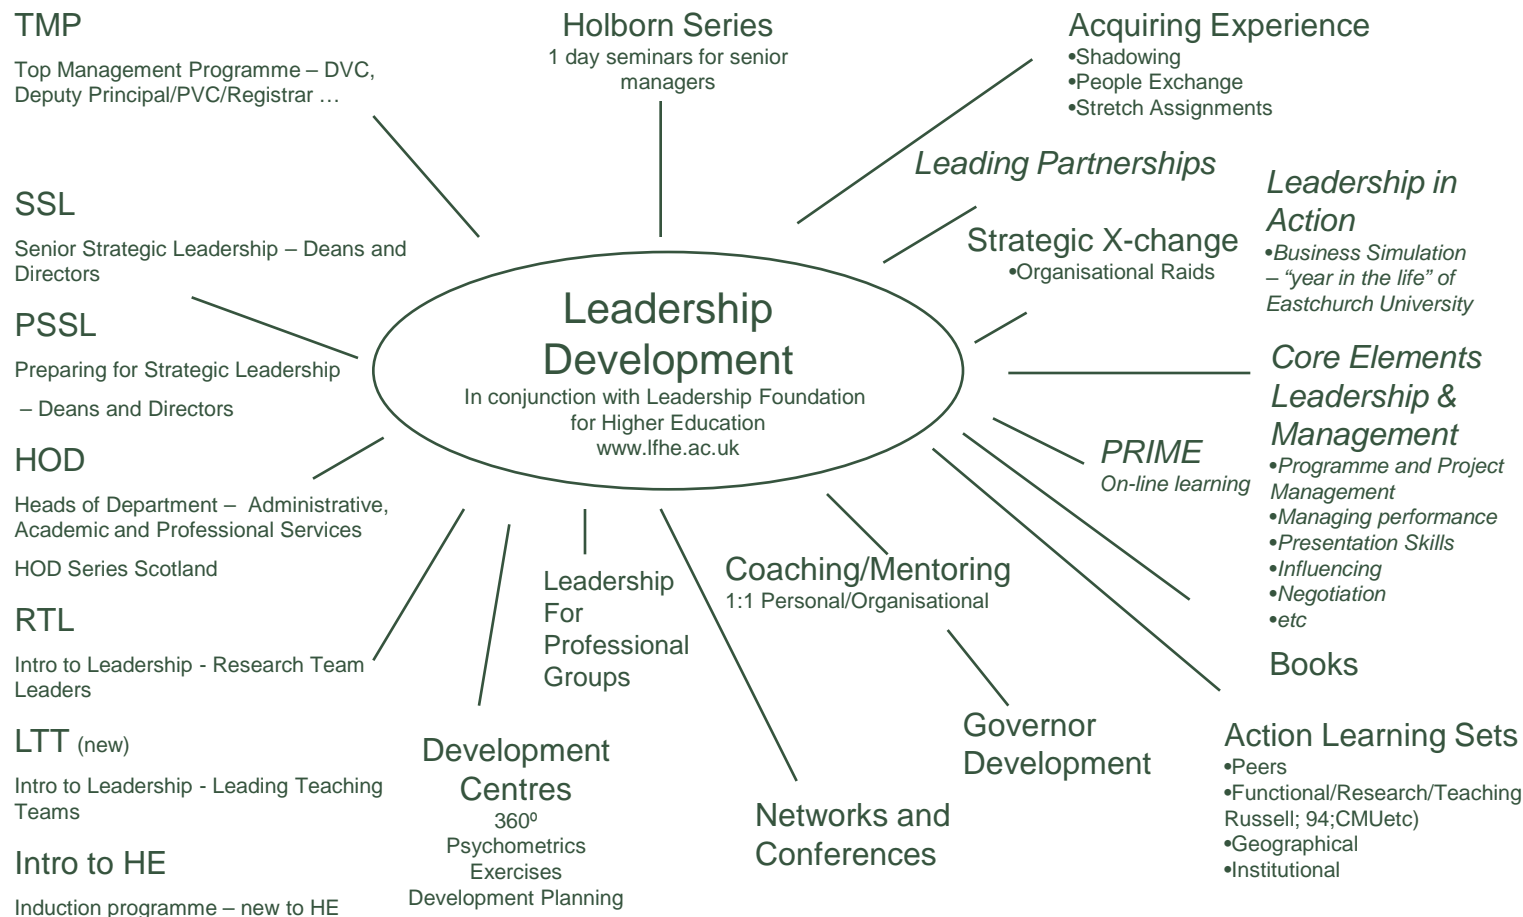 TMP
Top Management Programme – DVC,
Deputy Principal/PVC/Registrar …
SSL
Senior Strategic Leadership – Deans and
Directors
PSSL
Preparing for Strategic Leadership
– Deans and Directors
HOD
Heads of Department – Administrative,
Academic and Professional Services
HOD Series Scotland
RTL
Intro to Leadership - Research Team
Leaders
LTT (new)
Intro to Leadership - Leading Teaching
Teams
Intro to HE
Induction programme – new to HE
Holborn Series
1 day seminars for senior
managers
Leadership
Development
In conjunction with Leadership Foundation
for Higher Education
www.lfhe.ac.uk
Acquiring Experience
•Shadowing
•People Exchange
•Stretch Assignments
Leading Partnerships
Strategic X-change
•Organisational Raids
Leadership in
Action
•Business Simulation
– “year in the life” of
Eastchurch University
Core Elements
Leadership &
Management
•Programme and Project
Management
•Managing performance
•Presentation Skills
•Influencing
•Negotiation
•etc
PRIME
On-line learning
Books
Action Learning Sets
•Peers
•Functional/Research/Teaching
Russell; 94;CMUetc)
•Geographical
•Institutional
Coaching/Mentoring
1:1 Personal/Organisational
Governor
Development
Networks and
Conferences
Leadership
For
Professional
Groups
Development
Centres
360º
Psychometrics
Exercises
Development Planning